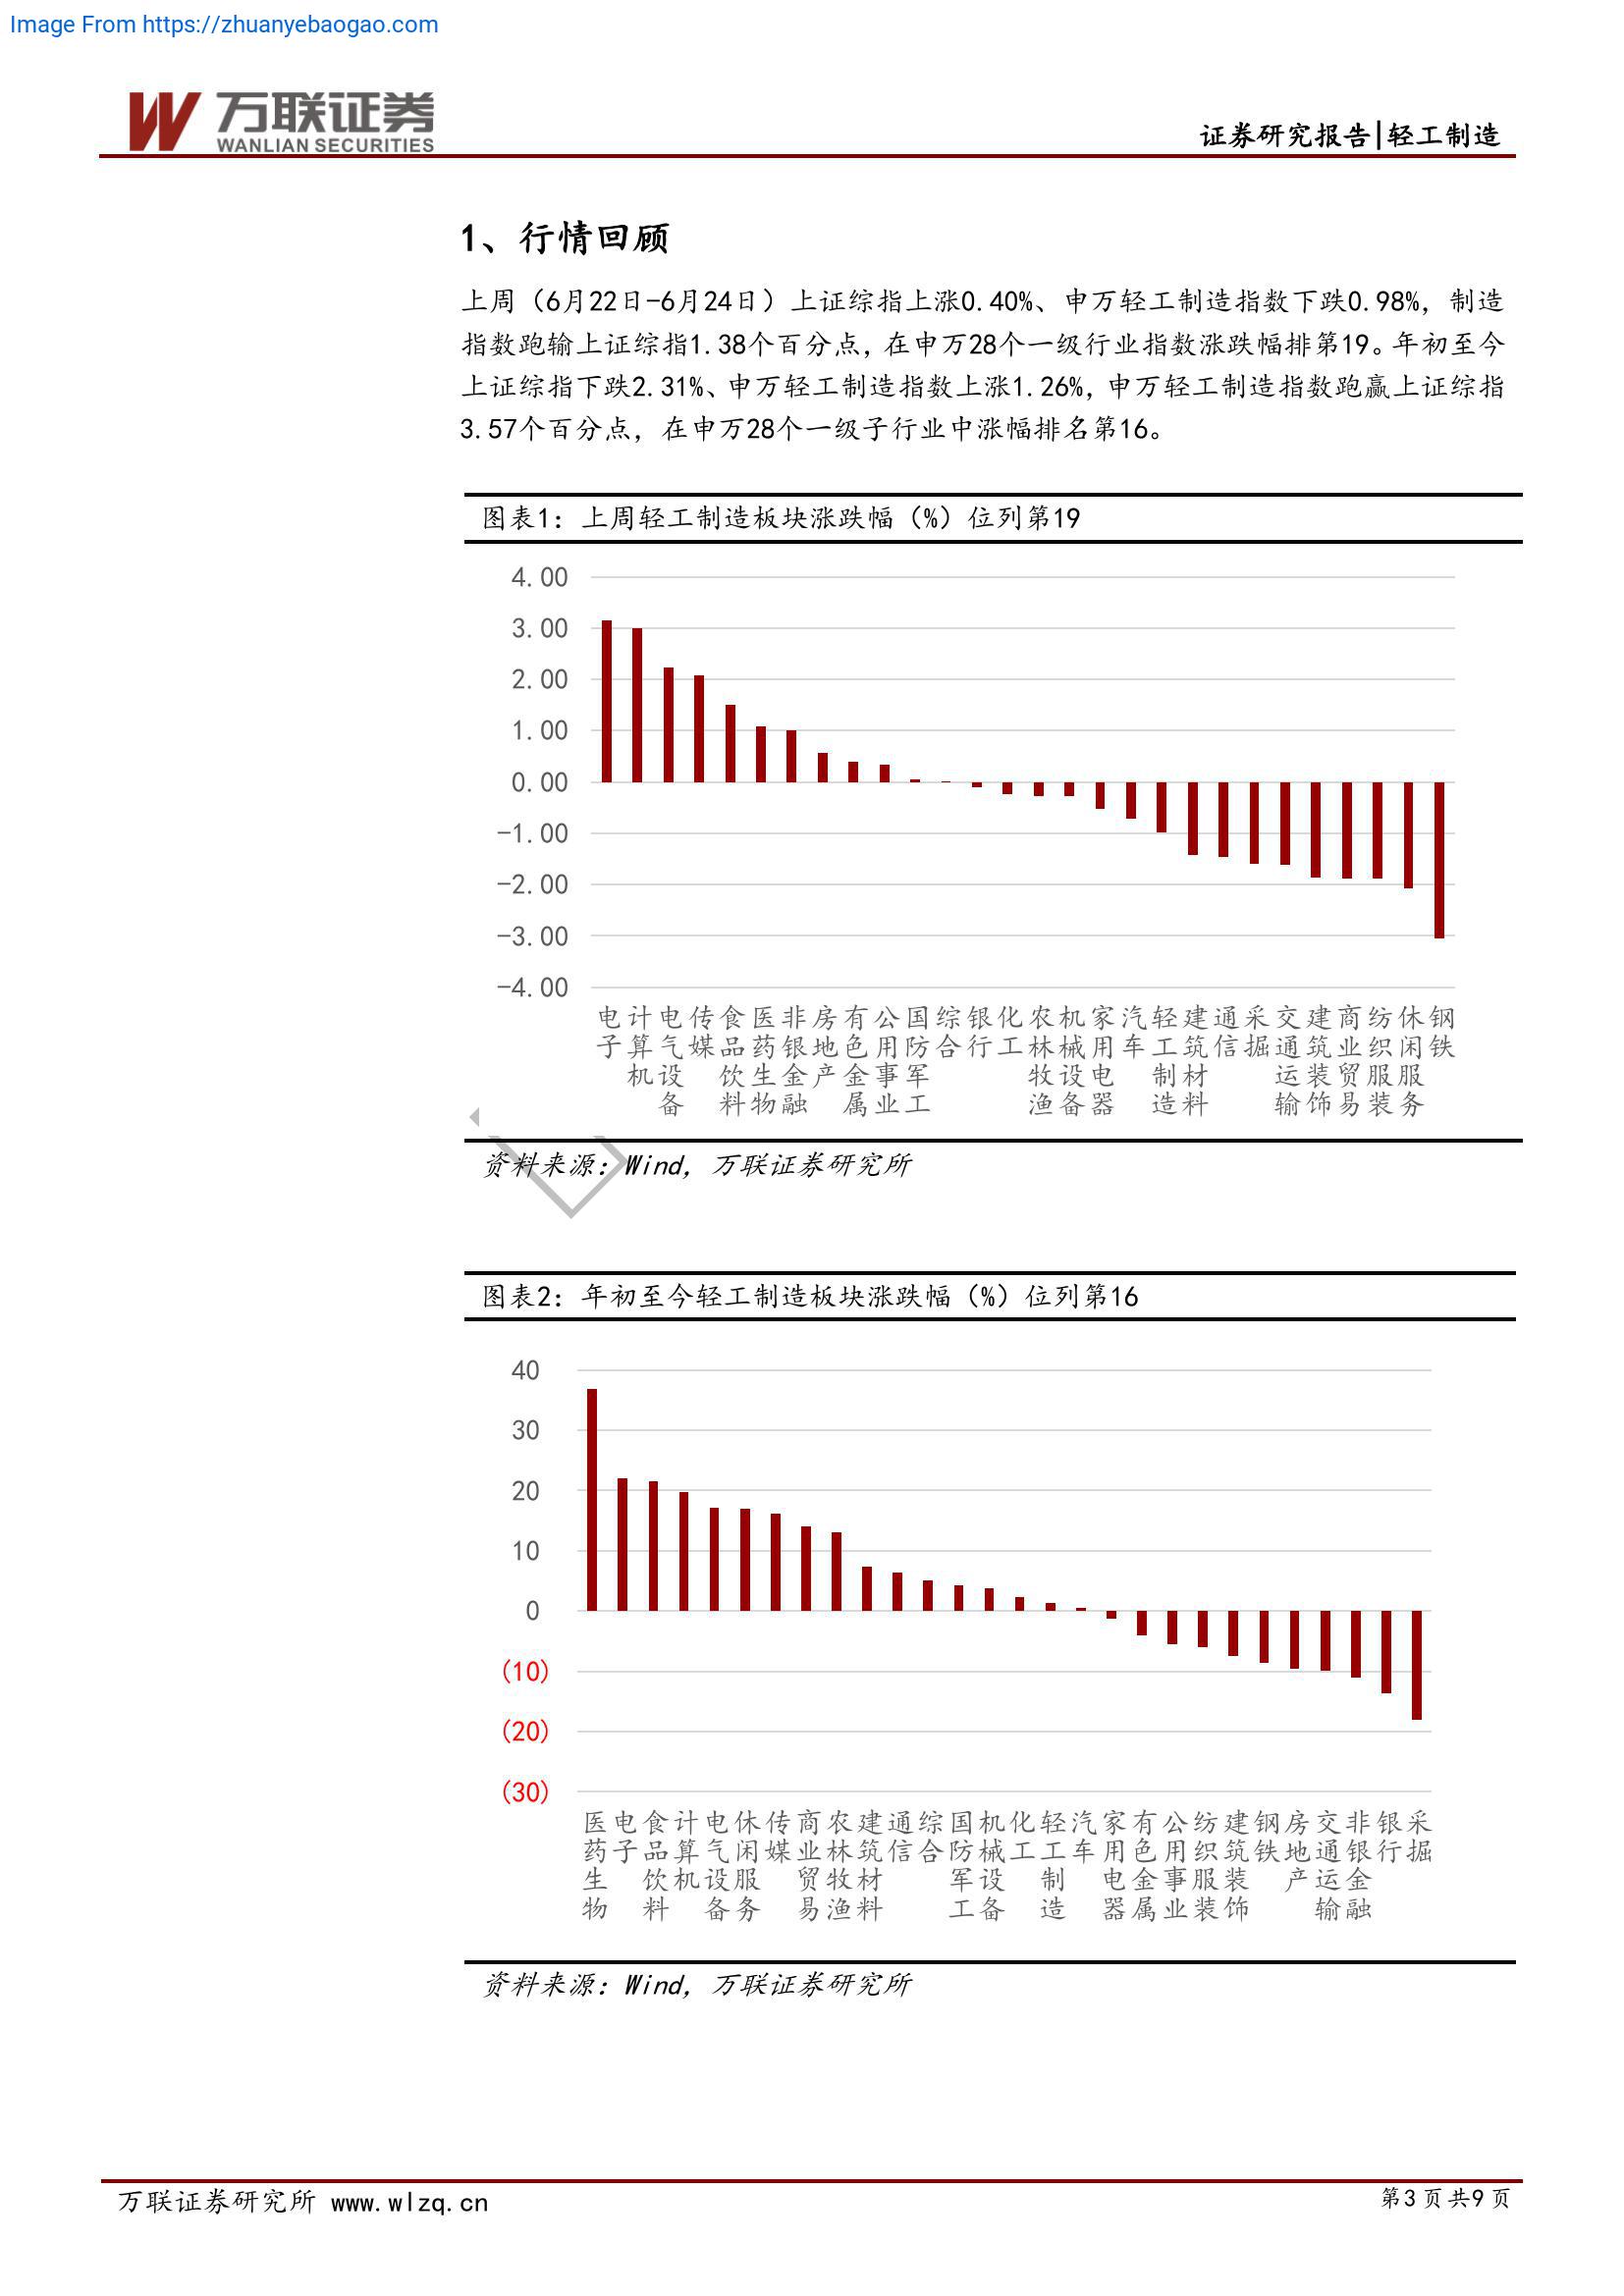 Image From https://zhuanyebaogao.com
万联证券
WANLIAN SECURITIES
证券研究报告|轻工制造
1、行情回顾
上周（6月22日-6月24日）上证综指上涨0.40%、申万轻工制造指数下跌0.98%，制造
指数跑输上证综指1.38个百分点，在申万28个一级行业指数涨跌幅排第19。年初至今
上证综指下跌2.31%、申万轻工制造指数上涨1.26%，申万轻工制造指数跑赢上证综指
3.57个百分点，在申万28个一级子行业中涨幅排名第16。
图表1：上周轻工制造板块涨跌幅（%）位列第19
4.00
3.00
2.00
1.00
0.00
-1.00
-2.00
-3.00
-4.00
电子
计算机
电气设备
传媒
食品饮料
医药生物
非银金融
房地产
有色金属
公用事业
国防军工
综合
银行
化工
农林牧渔
机械设备
家用电器
汽车
轻工制造
建筑材料
通信
采掘
交通运输
建筑装饰
商业贸易
纺织服装
休闲服务
钢铁
资料来源：Wind，万联证券研究所
图表2：年初至今轻工制造板块涨跌幅（%）位列第16
40
30
20
10
0
(10)
(20)
(30)
医药生物
电子
食品饮料
计算机
电气设备
休闲服务
传媒
商业贸易
农林牧渔
建筑材料
通信
综合
国防军工
机械设备
化工
轻工制造
汽车
家用电器
有色金属
公用事业
纺织服装
建筑装饰
钢铁
房地产
交通运输
非银金融
银行
采掘
资料来源：Wind，万联证券研究所
万联证券研究所 www.wlzq.cn
第3页共9页